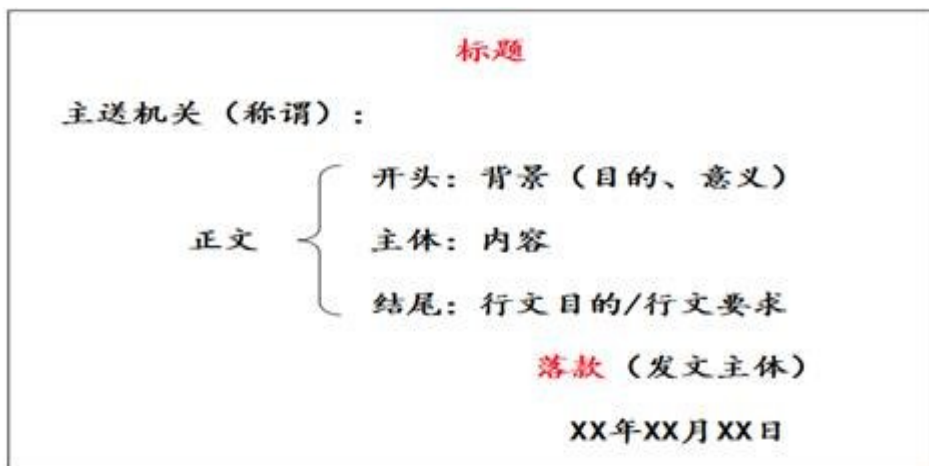 标题
主送机关（称谓）：
开头：背景（目的、意义）
正文
主体：内容
结尾：行文目的/行文要求
落款（发文主体）
XX年XX月XX日